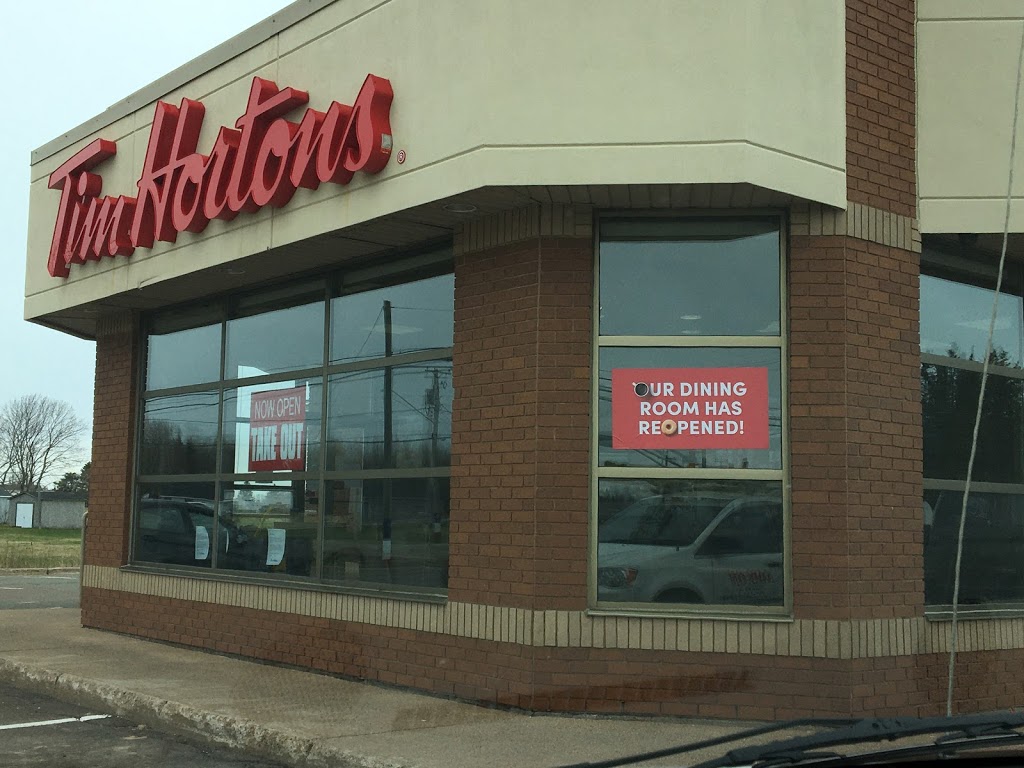 Tim Hortons
NOW OPEN
TAKE OUT
OUR DINING
ROOM HAS
REOPENED!